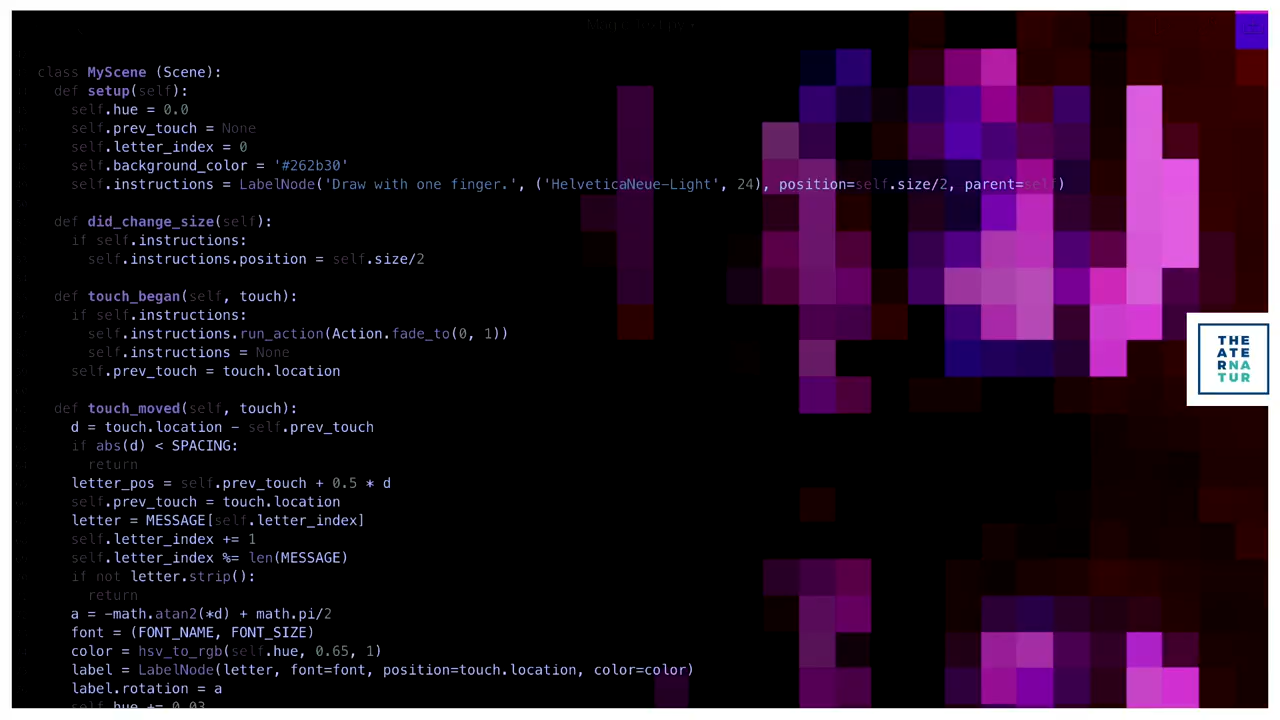 class MyScene (Scene):
def setup(self):
self.hue = 0.0
self.prev_touch = None
self.letter_index = 0
self.background_color = '#262b30'
self.instructions = LabelNode('Draw with one finger.', ('HelveticaNeue-Light', 24), position=self.size/2, parent=self)
def did_change_size(self):
if self.instructions:
self.instructions.position = self.size/2
def touch_began(self, touch):
if self.instructions:
self.instructions.run_action(Action.fade_to(0, 1))
self.instructions = None
self.prev_touch = touch.location
def touch_moved(self, touch):
d = touch.location - self.prev_touch
if abs(d) < SPACING:
return
letter_pos = self.prev_touch + 0.5 * d
self.prev_touch = touch.location
letter = MESSAGE[self.letter_index]
self.letter_index += 1
self.letter_index %= len(MESSAGE)
if not letter.strip():
return
a = -math.atan2(*d) + math.pi/2
font = (FONT_NAME, FONT_SIZE)
color = hsv_to_rgb(self.hue, 0.65, 1)
label = LabelNode(letter, font=font, position=touch.location, color=color)
label.rotation = a
self.hue += 0.03
THE
ATE
RNA
TUR